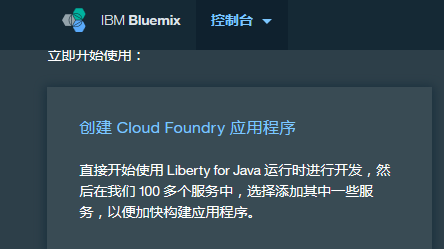 IBM Bluemix 控制台
立即开始使用：
创建 Cloud Foundry 应用程序
直接开始使用 Liberty for Java 运行时进行开发，然
后在我们 100 多个服务中，选择添加其中一些服
务，以便加快构建应用程序。